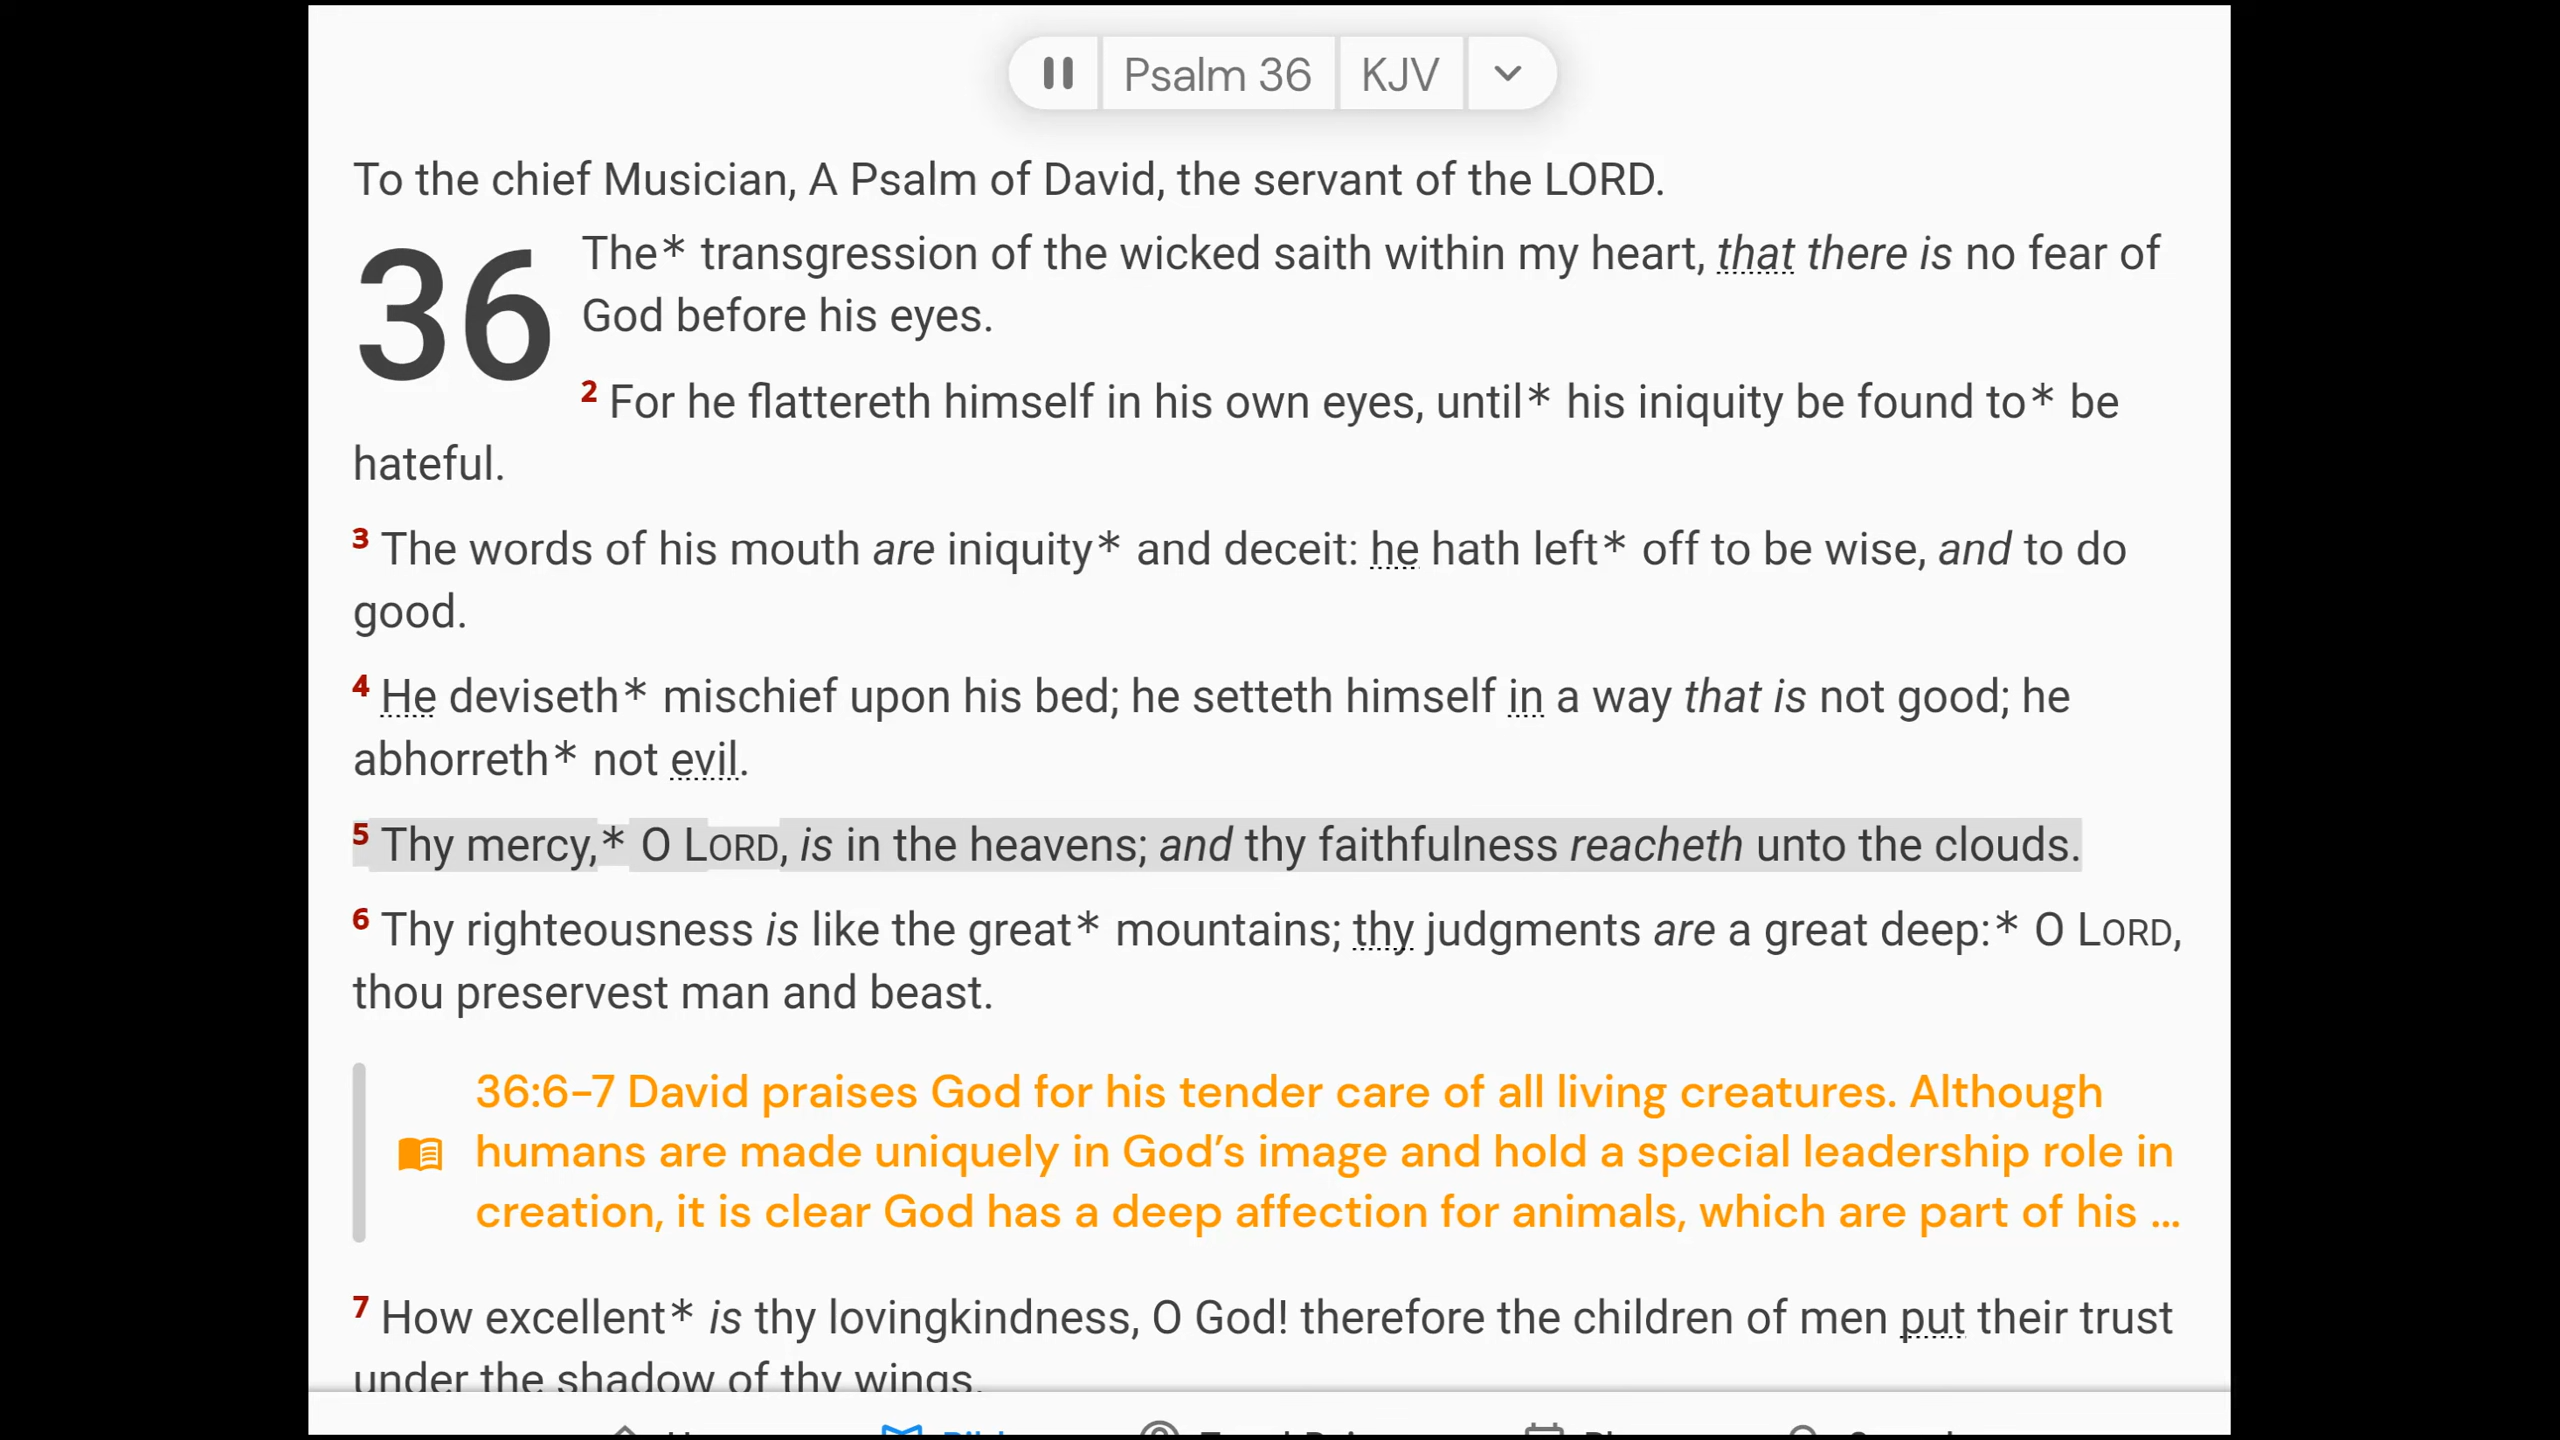 Psalm 36 KJV
To the chief Musician, A Psalm of David, the servant of the LORD.
36 The* transgression of the wicked saith within my heart, that there is no fear of
God before his eyes.
2 For he flattereth himself in his own eyes, until* his iniquity be found to* be
hateful.
3 The words of his mouth are iniquity* and deceit: he hath left* off to be wise, and to do
good.
4 He deviseth* mischief upon his bed; he setteth himself in a way that is not good; he
abhorreth* not evil.
5 Thy mercy,* O LORD, is in the heavens; and thy faithfulness reacheth unto the clouds.
6 Thy righteousness is like the great* mountains; thy judgments are a great deep:* O LORD,
thou preservest man and beast.
36:6–7 David praises God for his tender care of all living creatures. Although
humans are made uniquely in God’s image and hold a special leadership role in
creation, it is clear God has a deep affection for animals, which are part of his ...
7 How excellent* is thy lovingkindness, O God! therefore the children of men put their trust
under the shadow of thy wings.